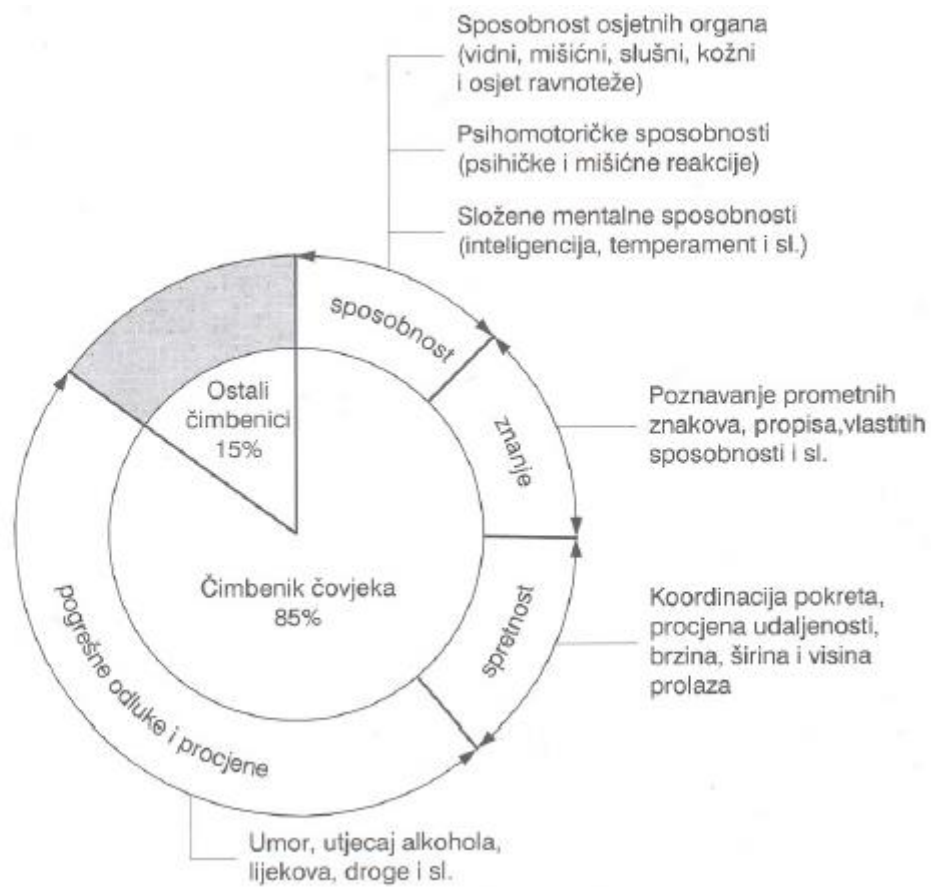 Sposobnost osjetnih organa
(vidni, mišićni, slušni, kožni
i osjet ravnoteže)
Psihomotoričke sposobnosti
(psihičke i mišićne reakcije)
Složene mentalne sposobnosti
(inteligencija, temperament i sl.)
sposobnost
Ostali
čimbenici
15%
znanje
Poznavanje prometnih
znakova, propisa,vlastitih
sposobnosti i sl.
Čimbenik čovjeka
85%
spretnost
Koordinacija pokreta,
procjena udaljenosti,
brzina, širina i visina
prolaza
pogrešne odluke i procjene
Umor, utjecaj alkohola,
lijekova, droge i sl.